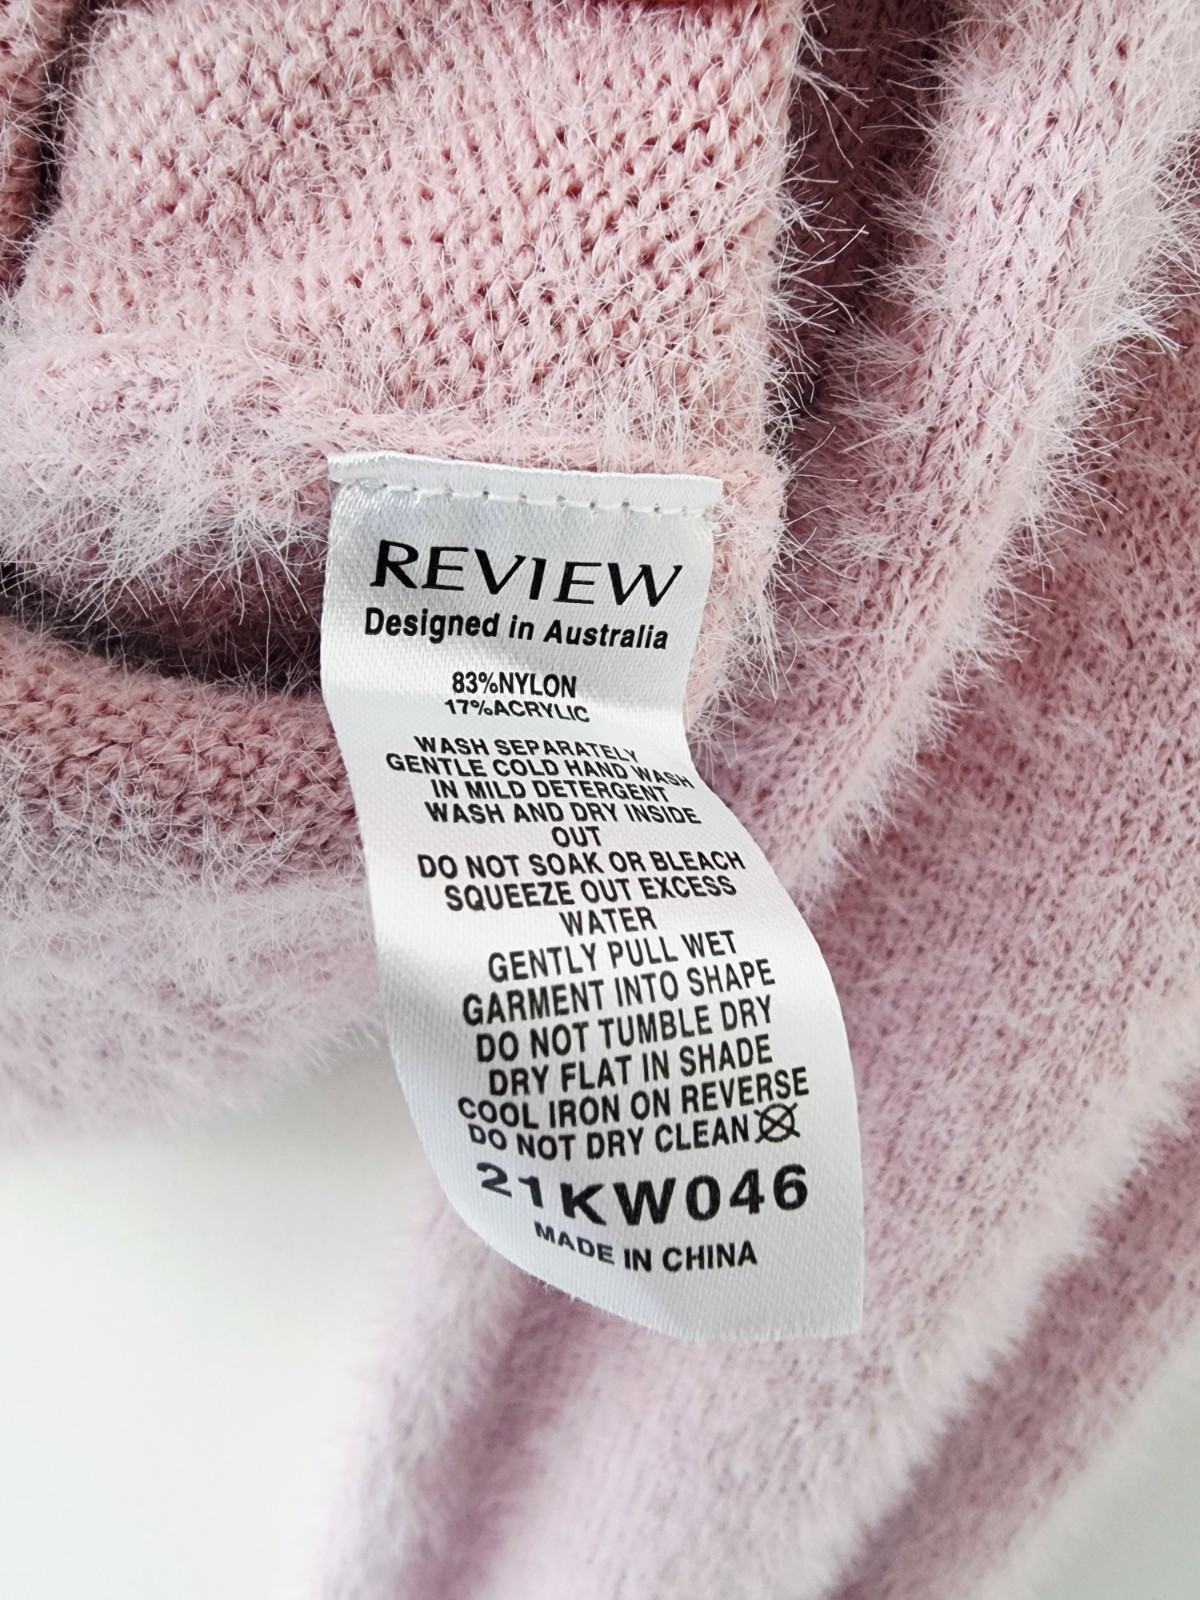 REVIEW
Designed in Australia
83%NYLON
17%ACRYLIC
WASH SEPARATELY
GENTLE COLD HAND WASH
IN MILD DETERGENT
WASH AND DRY INSIDE
OUT
DO NOT SOAK OR BLEACH
SQUEEZE OUT EXCESS
WATER
GENTLY PULL WET
GARMENT INTO SHAPE
DO NOT TUMBLE DRY
DRY FLAT IN SHADE
COOL IRON ON REVERSE
DO NOT DRY CLEAN
21KW046
MADE IN CHINA